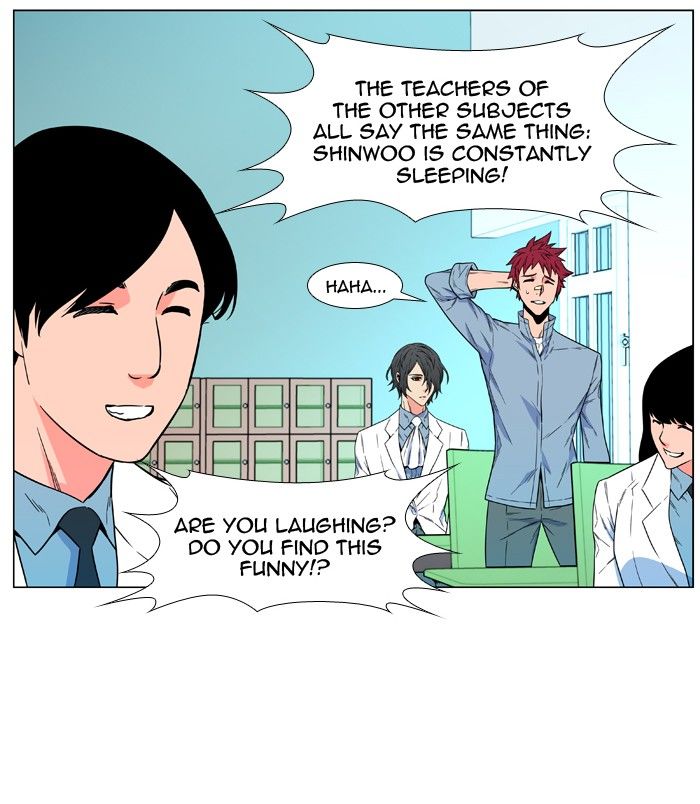 THE TEACHERS OF
THE OTHER SUBJECTS
ALL SAY THE SAME THING:
SHINWOO IS CONSTANTLY
SLEEPING!
HAHA...
ARE YOU LAUGHING?
DO YOU FIND THIS
FUNNY!?